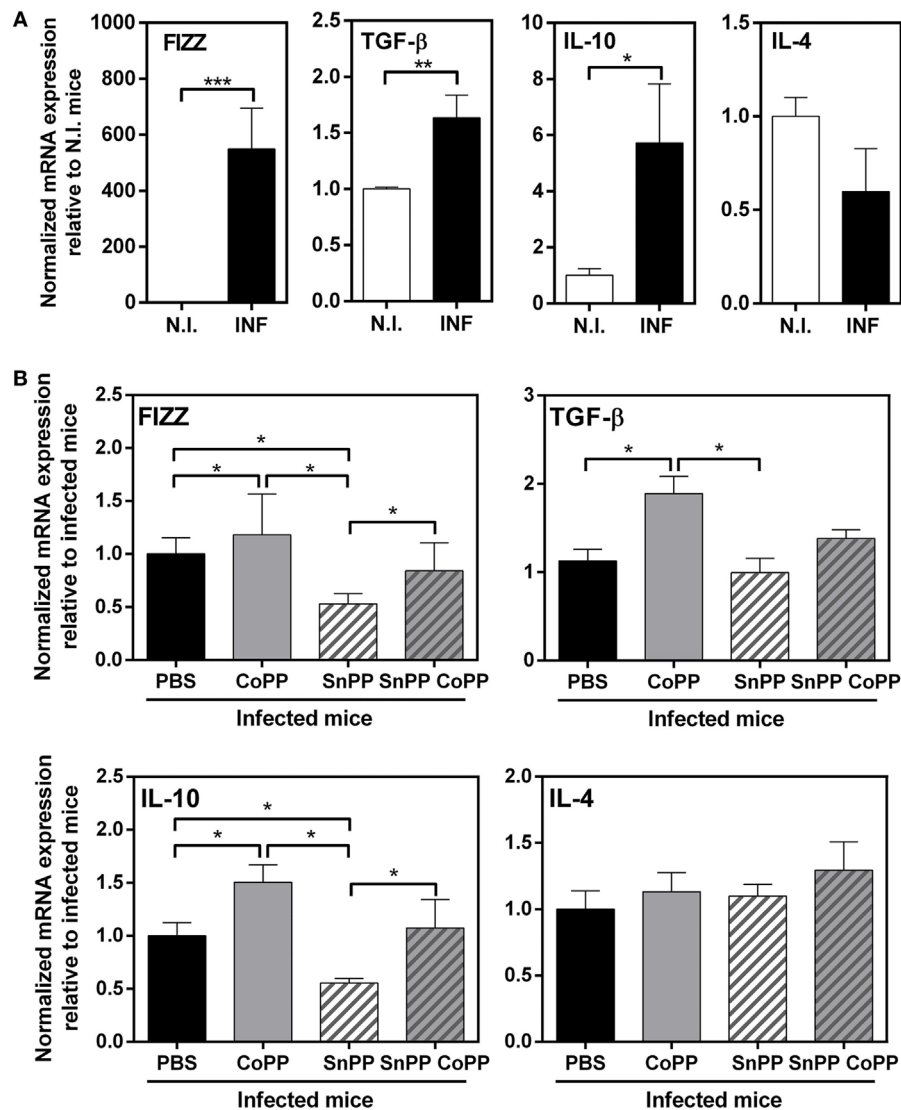 A
Normalized mRNA expression
relative to N.I. mice
FIZZ
1000
800
600
400
200
0
***
N.I. INF
TGF-β
2.5
2.0
1.5
1.0
0.5
0.0
**
N.I. INF
IL-10
10
8
6
4
2
0
*
N.I. INF
IL-4
1.5
1.0
0.5
0.0
N.I. INF
B
Normalized mRNA expression
relative to infected mice
FIZZ
2.5
2.0
1.5
1.0
0.5
0.0
*
* *
*
PBS CoPP SnPP SnPP CoPP
Infected mice
TGF-β
3
2
1
0
* *
PBS CoPP SnPP SnPP CoPP
Infected mice
Normalized mRNA expression
relative to infected mice
IL-10
2.5
2.0
1.5
1.0
0.5
0.0
*
* *
*
PBS CoPP SnPP SnPP CoPP
Infected mice
IL-4
2.0
1.5
1.0
0.5
0.0
PBS CoPP SnPP SnPP CoPP
Infected mice